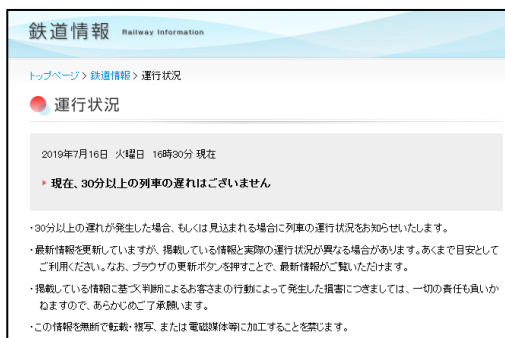 鉄道情報 Railway Information
トップページ > 鉄道情報 > 運行状況
運行状況
2019年7月16日 火曜日 16時30分 現在
現在、30分以上の列車の遅れはございません
・30分以上の遅れが発生した場合、もしくは見込まれる場合に列車の運行状況をお知らせいたします。
・最新情報を更新していますが、掲載している情報と実際の運行状況が異なる場合があります。あくまで目安として
ご利用ください。なお、ブラウザの更新ボタンを押すことで、最新情報がご覧いただけます。
・掲載している情報に基づく判断によるお客さまの行動によって発生した損害につきましては、一切の責任も負いか
ねますので、あらかじめご了承願います。
・この情報を無断で転載・複写、または電磁媒体等に加工することを禁じます。